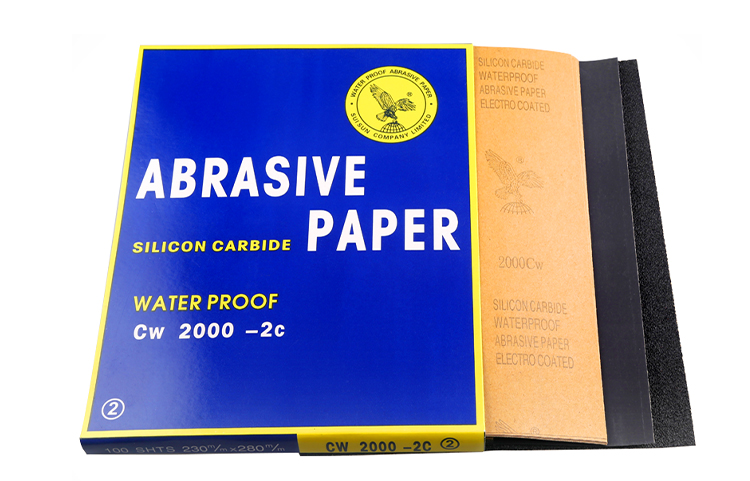 WATER PROOF ABRASIVE PAPER
®
SUISUN COMPANY LIMITED
ABRASIVE
PAPER
SILICON CARBIDE
WATER PROOF
Cw 2000 -2c
②
100 SHTS 230m/m x 280m/m
CW 2000 -2C ②
SILICON CARBIDE
WATERPROOF
ABRASIVE PAPER
ELECTRO COATED
2000Cw
SILICON CARBIDE
WATERPROOF
ABRASIVE PAPER
ELECTRO COATED